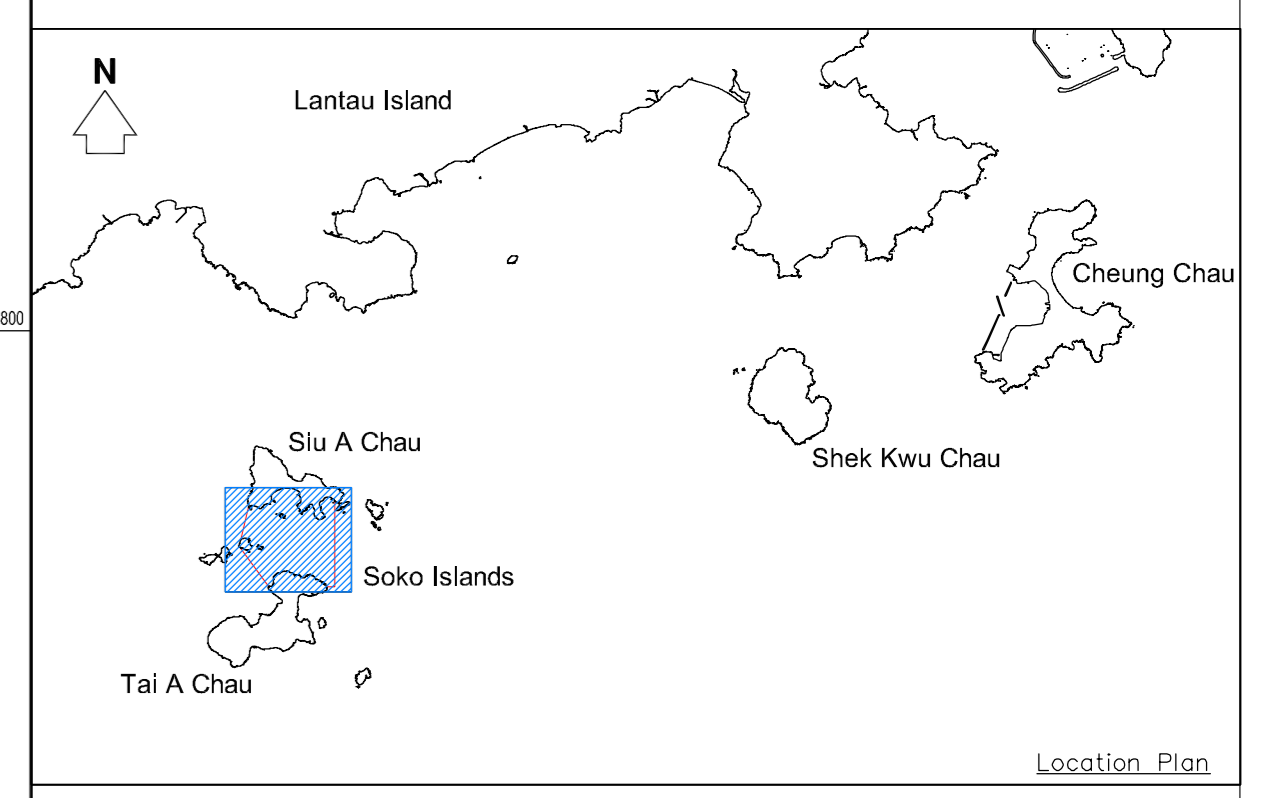 N
Lantau Island
Cheung Chau
800
Siu A Chau
Shek Kwu Chau
Soko Islands
Tai A Chau
Location Plan